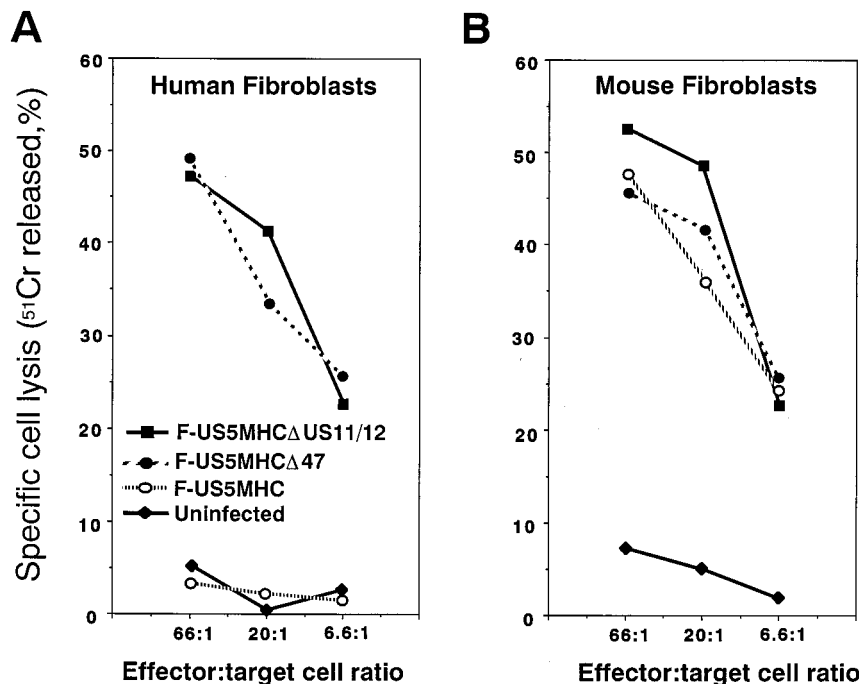 A
B
Human Fibroblasts
Mouse Fibroblasts
Specific cell lysis (⁵¹Cr released,%)
60
50
40
30
20
10
0
F-US5MHCΔUS11/12
F-US5MHCΔ47
F-US5MHC
Uninfected
66:1 20:1 6.6:1
Effector:target cell ratio
60
50
40
30
20
10
0
66:1 20:1 6.6:1
Effector:target cell ratio